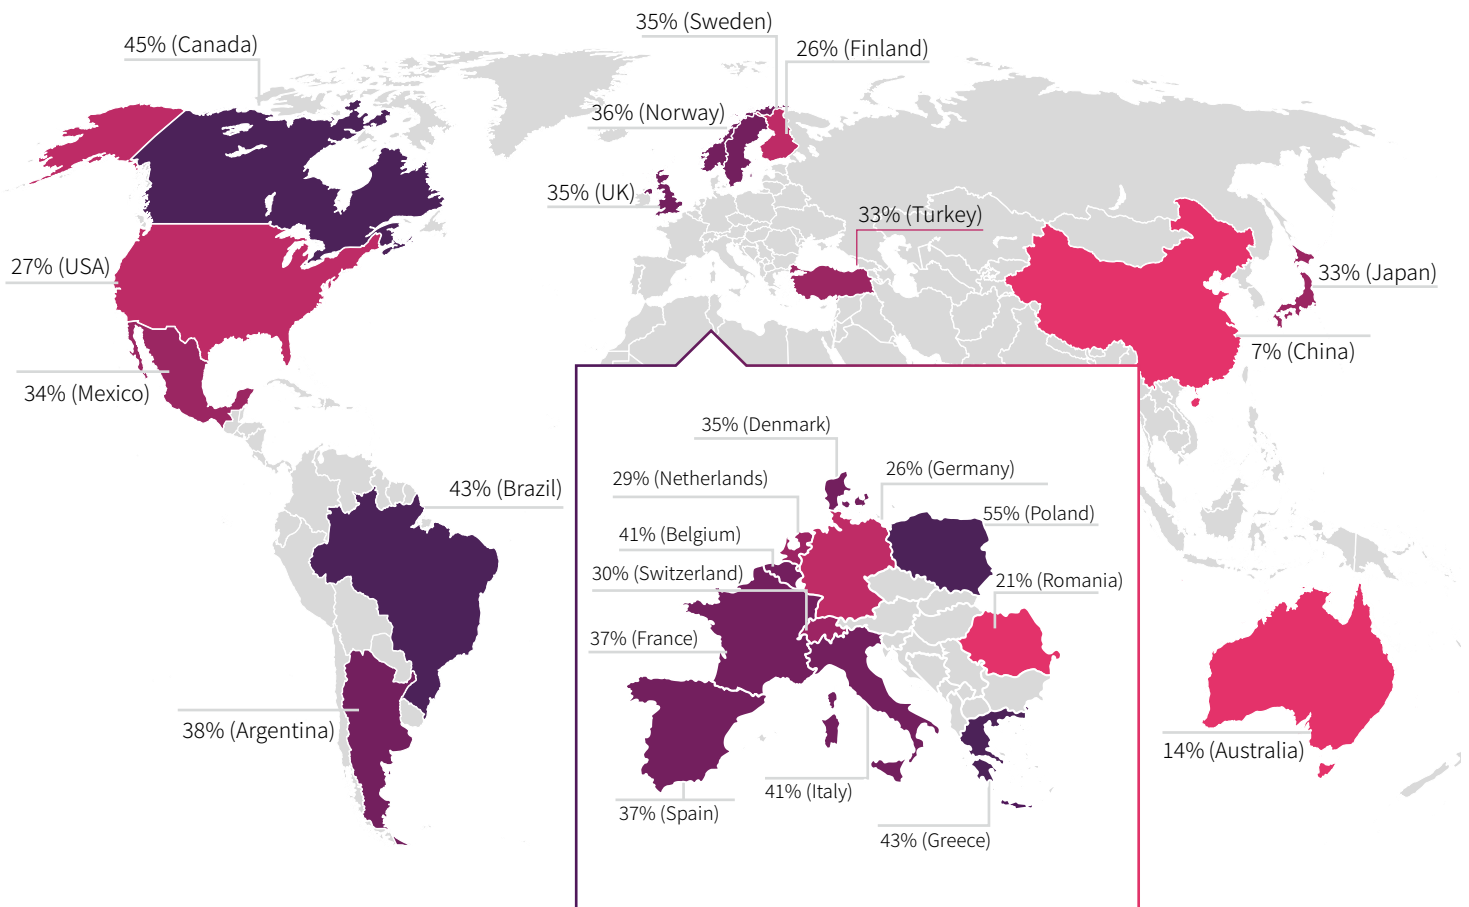 35% (Sweden)
45% (Canada)
26% (Finland)
36% (Norway)
35% (UK)
33% (Turkey)
27% (USA)
33% (Japan)
7% (China)
34% (Mexico)
35% (Denmark)
29% (Netherlands)
26% (Germany)
43% (Brazil)
55% (Poland)
41% (Belgium)
30% (Switzerland)
21% (Romania)
37% (France)
38% (Argentina)
14% (Australia)
41% (Italy)
37% (Spain)
43% (Greece)